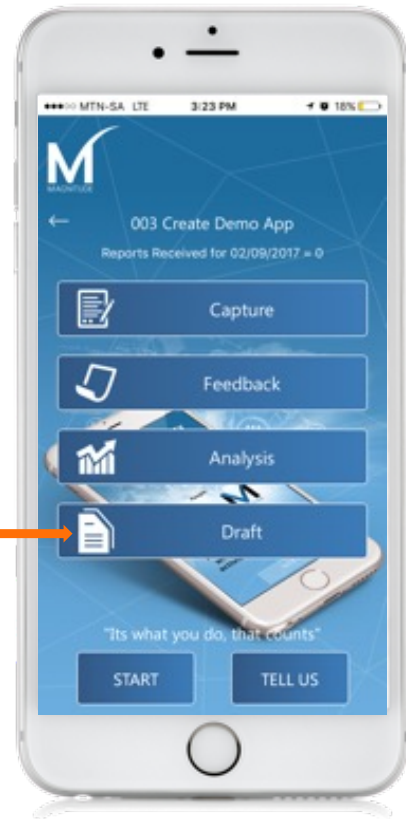 MTN-SA LTE 3:23 PM 18%
M
MAGNITUDE
003 Create Demo App
Reports Received for 02/09/2017 = 0
Capture
Feedback
Analysis
Draft
"Its what you do, that counts"
START TELL US